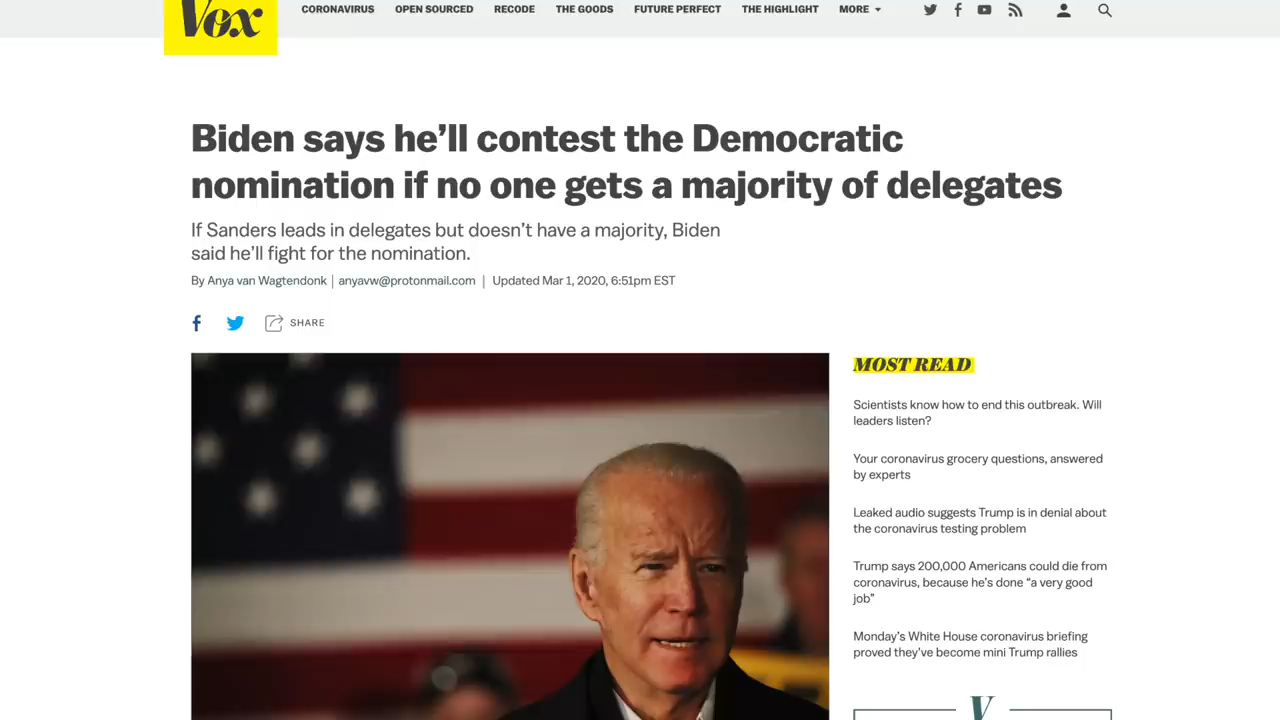 Vox
CORONAVIRUS OPEN SOURCED RECODE THE GOODS FUTURE PERFECT THE HIGHLIGHT MORE
Biden says he’ll contest the Democratic
nomination if no one gets a majority of delegates
If Sanders leads in delegates but doesn’t have a majority, Biden
said he’ll fight for the nomination.
By Anya van Wagtendonk | anyavw@protonmail.com | Updated Mar 1, 2020, 6:51pm EST
SHARE
MOST READ
Scientists know how to end this outbreak. Will
leaders listen?
Your coronavirus grocery questions, answered
by experts
Leaked audio suggests Trump is in denial about
the coronavirus testing problem
Trump says 200,000 Americans could die from
coronavirus, because he’s done “a very good
job”
Monday’s White House coronavirus briefing
proved they’ve become mini Trump rallies
V